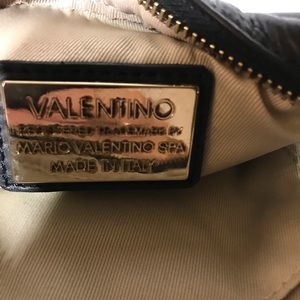 VALENTINO
REGISTERED TRADEMARK BY
MARIO VALENTINO SPA
MADE IN ITALY